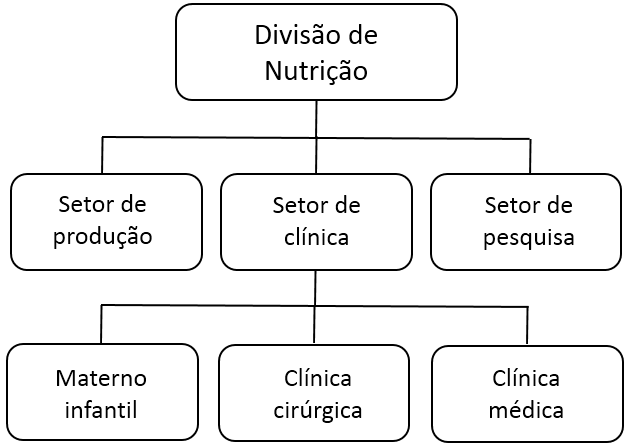 Divisão de
Nutrição
Setor de
produção
Setor de
clínica
Setor de
pesquisa
Materno
infantil
Clínica
cirúrgica
Clínica
médica